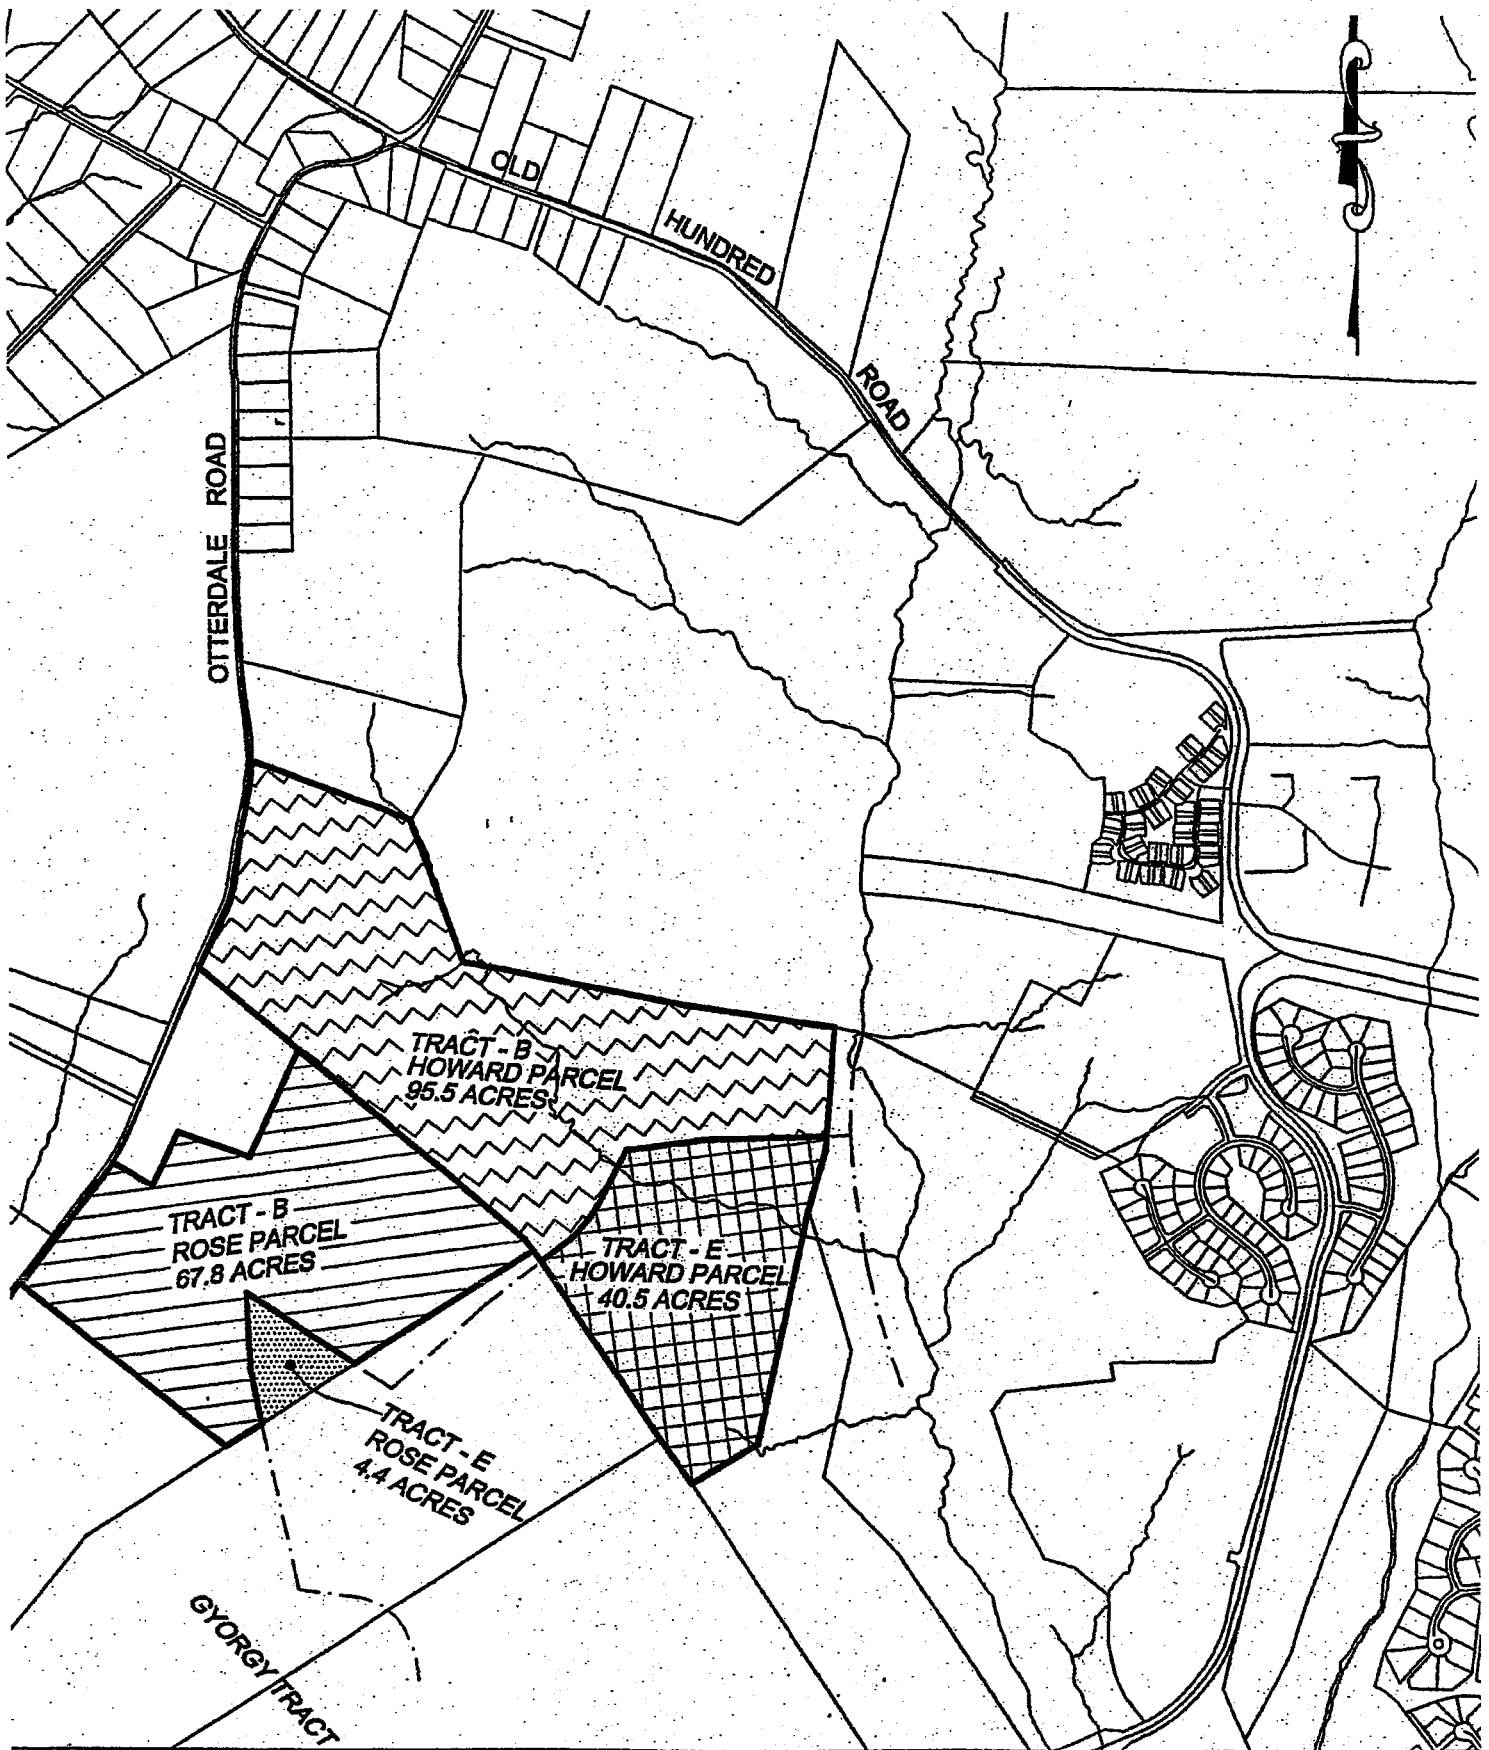 OLD
HUNDRED
ROAD
OTTERDALE ROAD
TRACT - B
HOWARD PARCEL
95.5 ACRES
TRACT - B
ROSE PARCEL
67.8 ACRES
TRACT - E
HOWARD PARCEL
40.5 ACRES
TRACT - E
ROSE PARCEL
4.4 ACRES
GYORGY TRACT